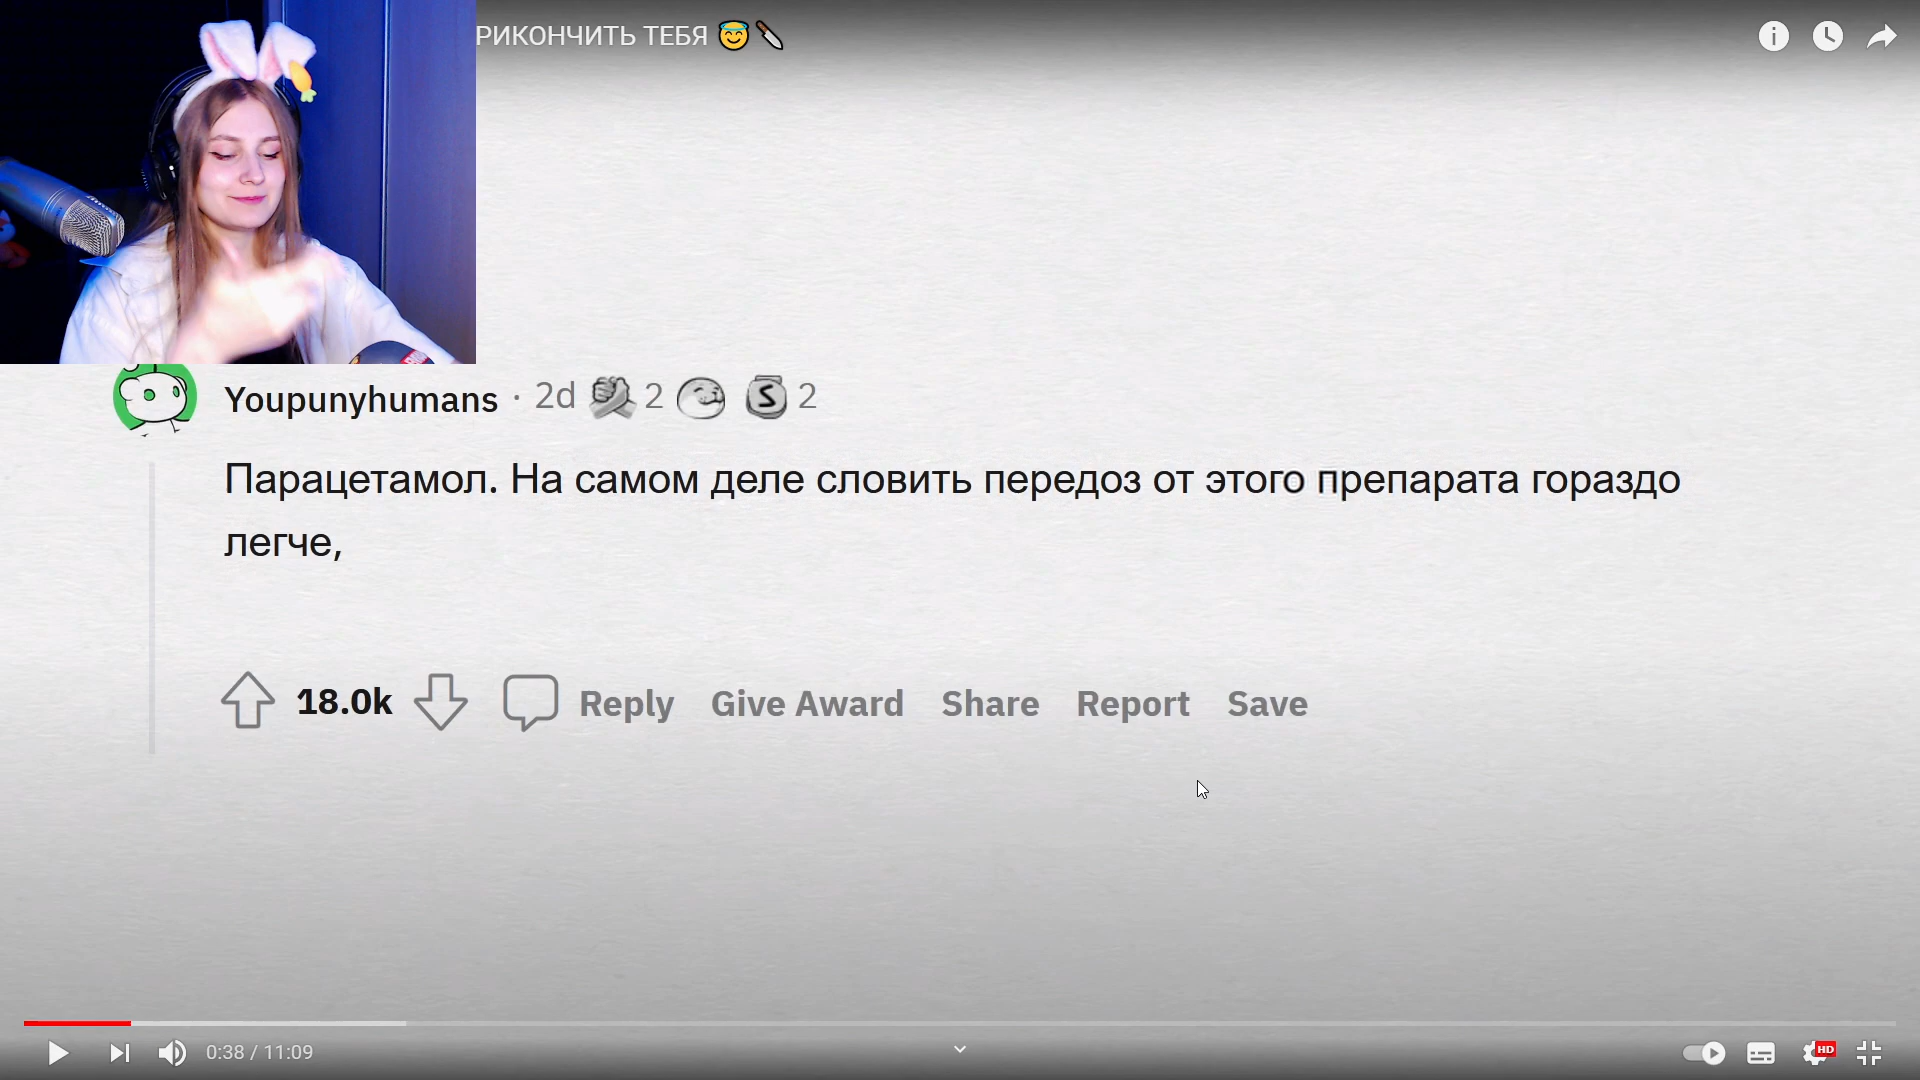 РИКОНЧИТЬ ТЕБЯ 😇🔪
Youpunyhumans · 2d 2 2
Парацетамол. На самом деле словить передоз от этого препарата гораздо
легче,
18.0k Reply Give Award Share Report Save
0:38 / 11:09
HD